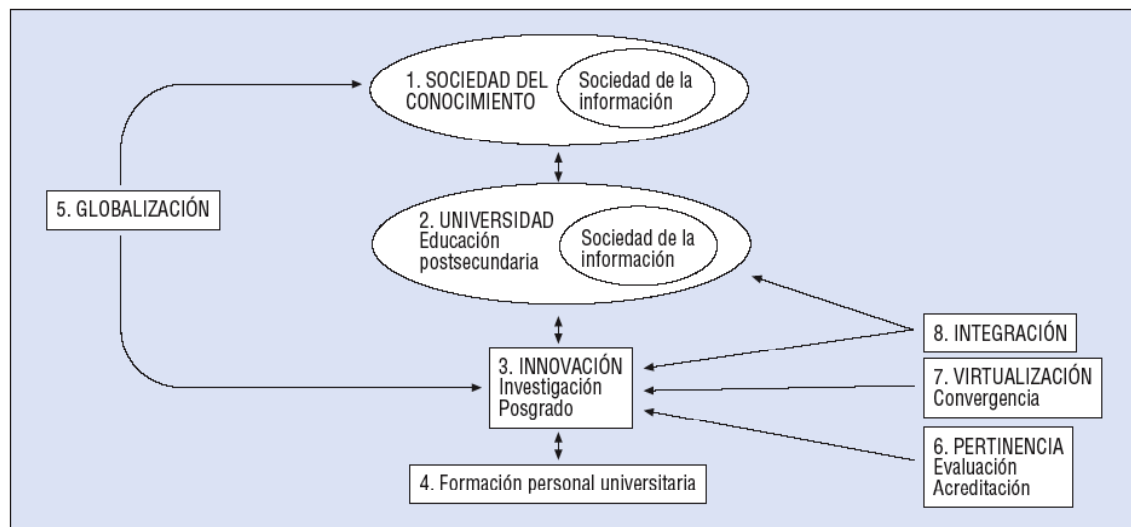 1. SOCIEDAD DEL
CONOCIMIENTO
Sociedad de la
información
5. GLOBALIZACIÓN
2. UNIVERSIDAD
Educación
postsecundaria
Sociedad de la
información
3. INNOVACIÓN
Investigación
Posgrado
4. Formación personal universitaria
8. INTEGRACIÓN
7. VIRTUALIZACIÓN
Convergencia
6. PERTINENCIA
Evaluación
Acreditación